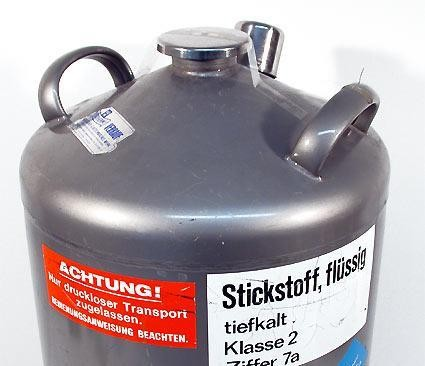 ACHTUNG!
Nur druckloser Transport
zugelassen.
BEDIENUNGSANWEISUNG BEACHTEN.
Stickstoff, flüssig
tiefkalt.
Klasse 2
Ziffer 7a